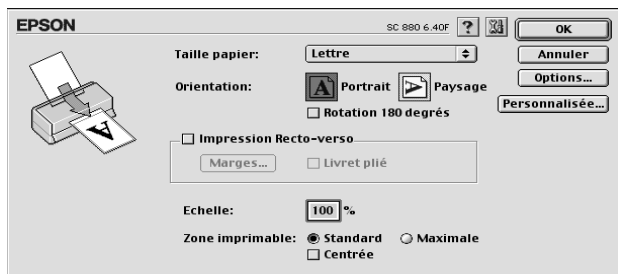 EPSON SC 880 6.40F ? OK
Taille papier: Lettre Annuler
Orientation: A Portrait A Paysage Options...
Rotation 180 degrés Personnalisée...
Impression Recto-verso
Marges... Livret plié
Echelle: 100 %
Zone imprimable: Standard Maximale
Centrée
A